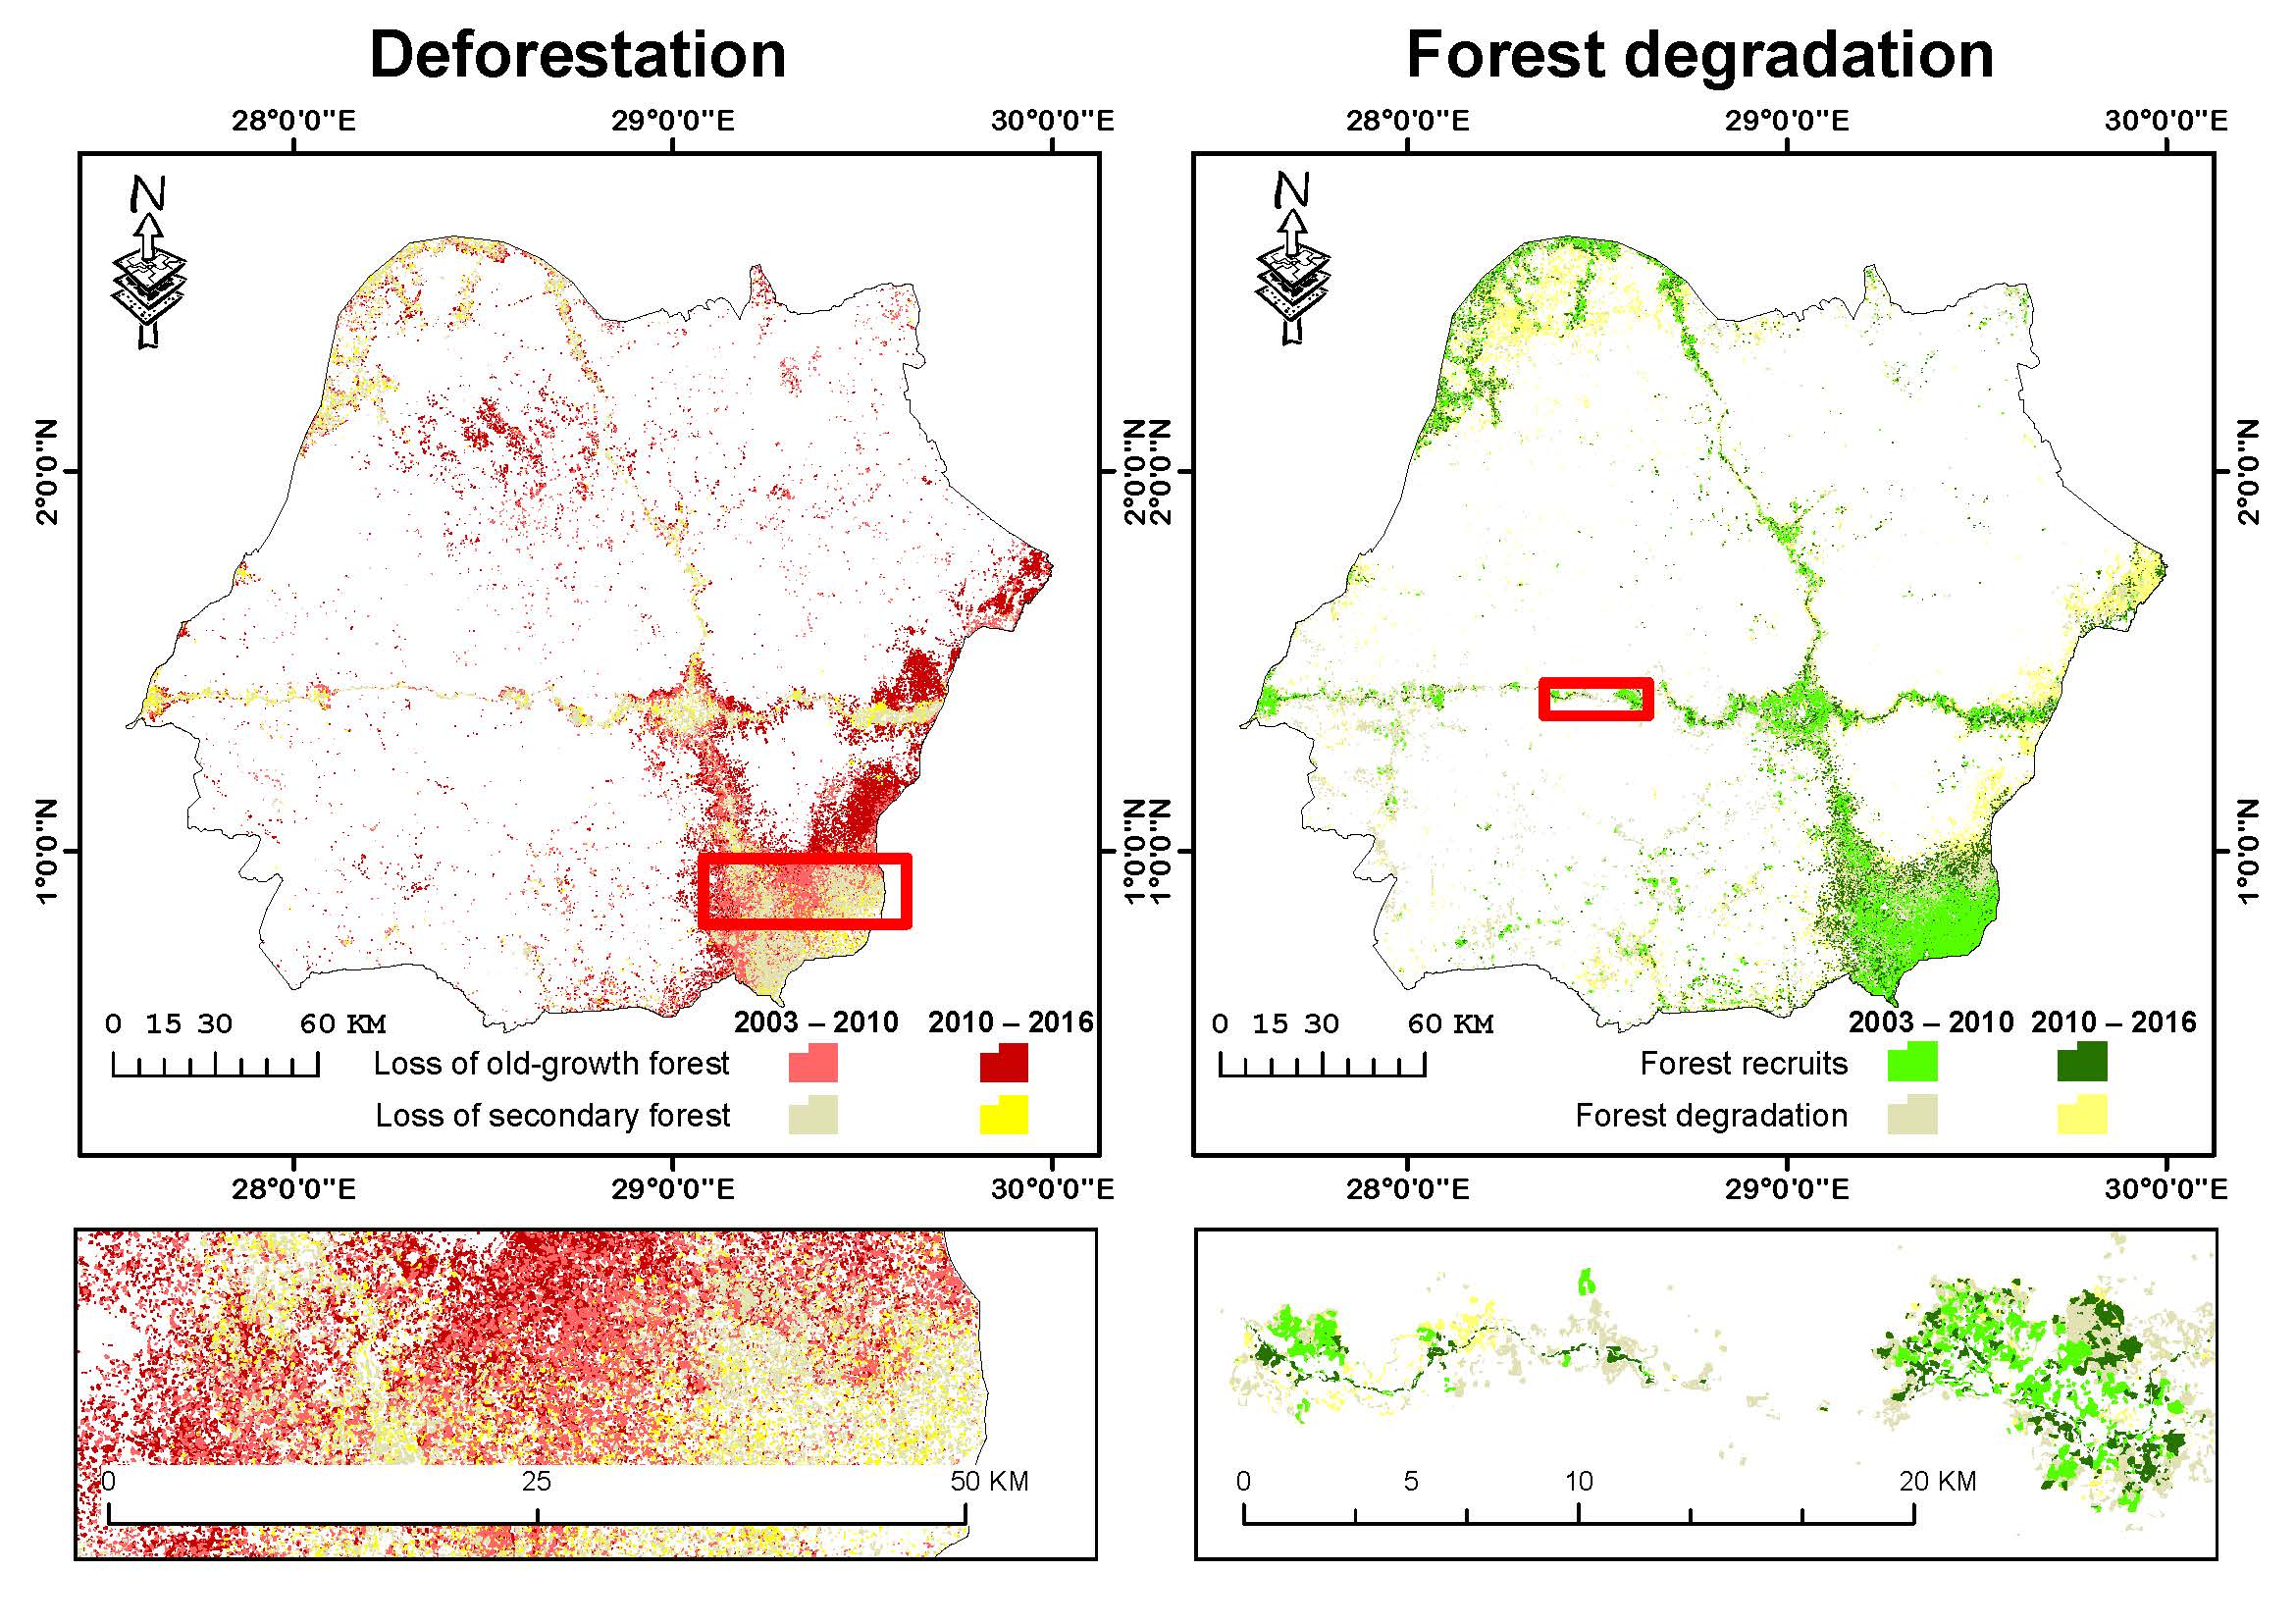 Deforestation
Forest degradation
28°0'0"E 29°0'0"E 30°0'0"E
28°0'0"E 29°0'0"E 30°0'0"E
N
N
2°0'0"N
2°0'0"N
2°0'0"N
2°0'0"N
1°0'0"N
1°0'0"N
1°0'0"N
1°0'0"N
0 15 30 60 KM
2003 – 2010 2010 – 2016
Loss of old-growth forest
Loss of secondary forest
0 15 30 60 KM
2003 – 2010 2010 – 2016
Forest recruits
Forest degradation
28°0'0"E 29°0'0"E 30°0'0"E
28°0'0"E 29°0'0"E 30°0'0"E
0 25 50 KM
0 5 10 20 KM